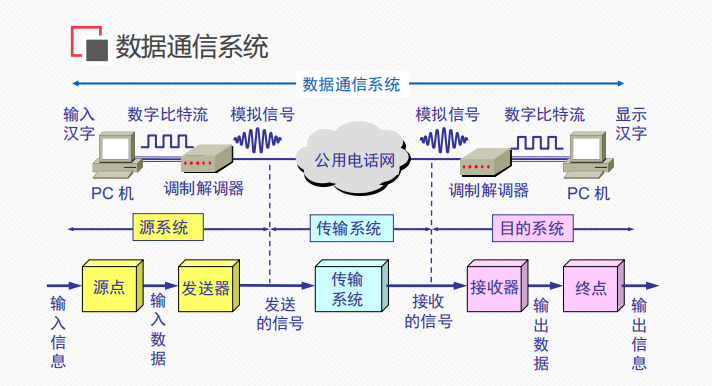 数据通信系统
数据通信系统
输入
汉字
数字比特流
模拟信号
模拟信号
数字比特流
显示
汉字
公用电话网
PC 机
调制解调器
调制解调器
PC 机
源系统
传输系统
目的系统
源点
发送器
传输
系统
接收器
终点
输入信息
输入数据
发送
的信号
接收
的信号
输出数据
输出信息